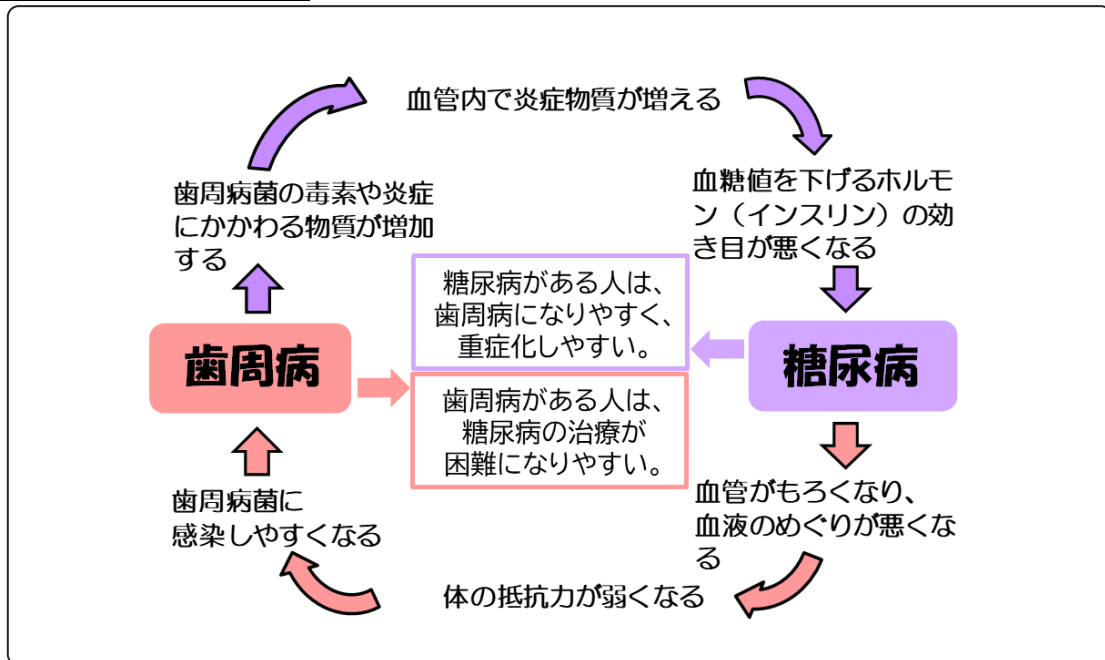 血管内で炎症物質が増える
歯周病菌の毒素や炎症
にかかわる物質が増加
する
血糖値を下げるホルモ
ン（インスリン）の効
き目が悪くなる
糖尿病がある人は、
歯周病になりやすく、
重症化しやすい。
歯周病
糖尿病
歯周病がある人は、
糖尿病の治療が
困難になりやすい。
歯周病菌に
感染しやすくなる
血管がもろくなり、
血液のめぐりが悪くな
る
体の抵抗力が弱くなる